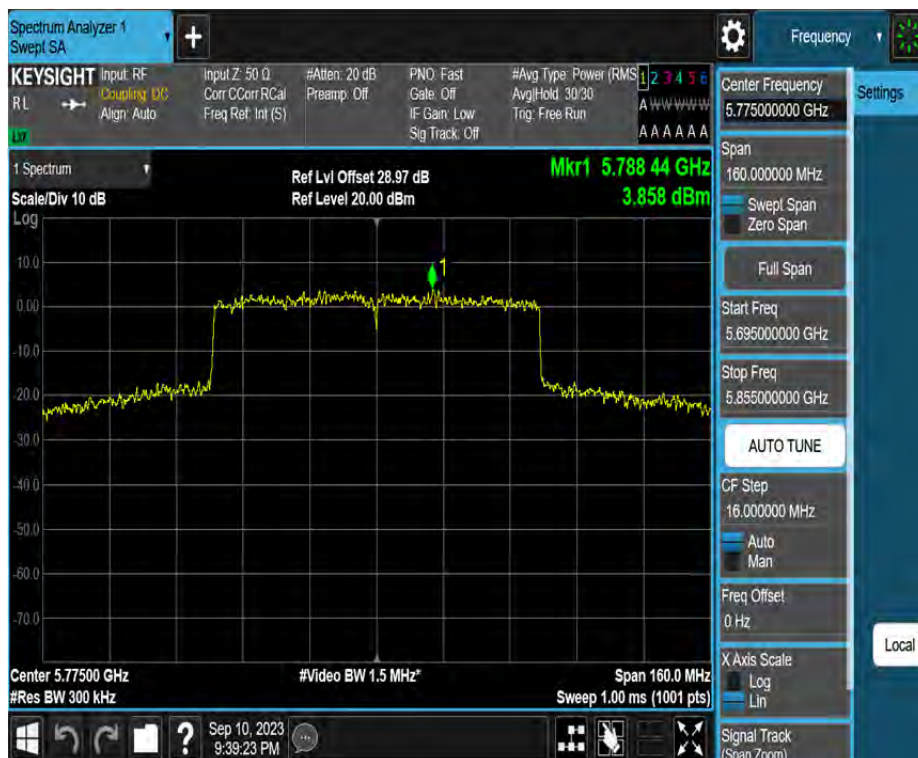 Spectrum Analyzer 1
Swept SA
Frequency
KEYSIGHT
RL
LXI
Input: RF
Coupling: DC
Align: Auto
Input Z: 50 Ω
Corr CCorr RCal
Freq Ref: Int (S)
#Atten: 20 dB
Preamp: Off
PNO: Fast
Gate: Off
IF Gain: Low
Sig Track: Off
#Avg Type: Power (RMS
Avg|Hold: 30/30
Trig: Free Run
1 2 3 4 5 6
A W W W W W
A A A A A A
1 Spectrum
Scale/Div 10 dB
Log
Ref Lvl Offset 28.97 dB
Ref Level 20.00 dBm
Mkr1 5.788 44 GHz
3.858 dBm
1
10.0
0.00
-10.0
-20.0
-30.0
-40.0
-50.0
-60.0
-70.0
Center 5.77500 GHz
#Res BW 300 kHz
#Video BW 1.5 MHz*
Span 160.0 MHz
Sweep 1.00 ms (1001 pts)
Sep 10, 2023
9:39:23 PM
Center Frequency
5.775000000 GHz
Span
160.000000 MHz
Swept Span
Zero Span
Full Span
Start Freq
5.695000000 GHz
Stop Freq
5.855000000 GHz
AUTO TUNE
CF Step
16.000000 MHz
Auto
Man
Freq Offset
0 Hz
X Axis Scale
Log
Lin
Signal Track
(Span Zoom)
Settings
Local